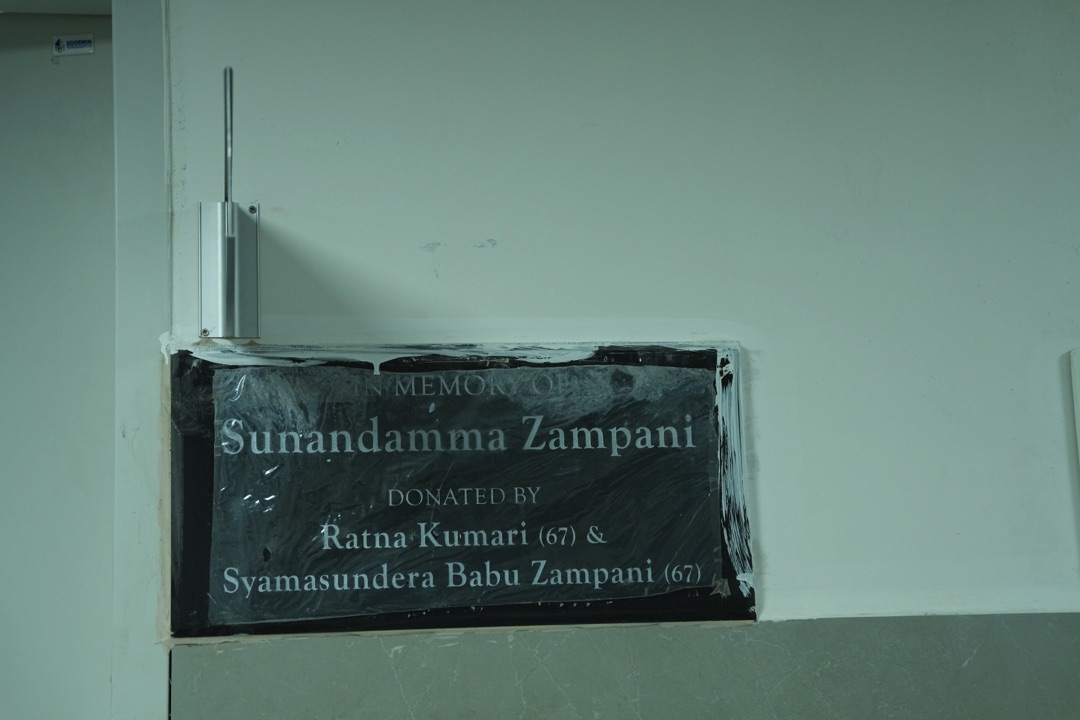 IN MEMORY OF
Sunandamma Zampani
DONATED BY
Ratna Kumari (67) &
Syamasundera Babu Zampani (67)